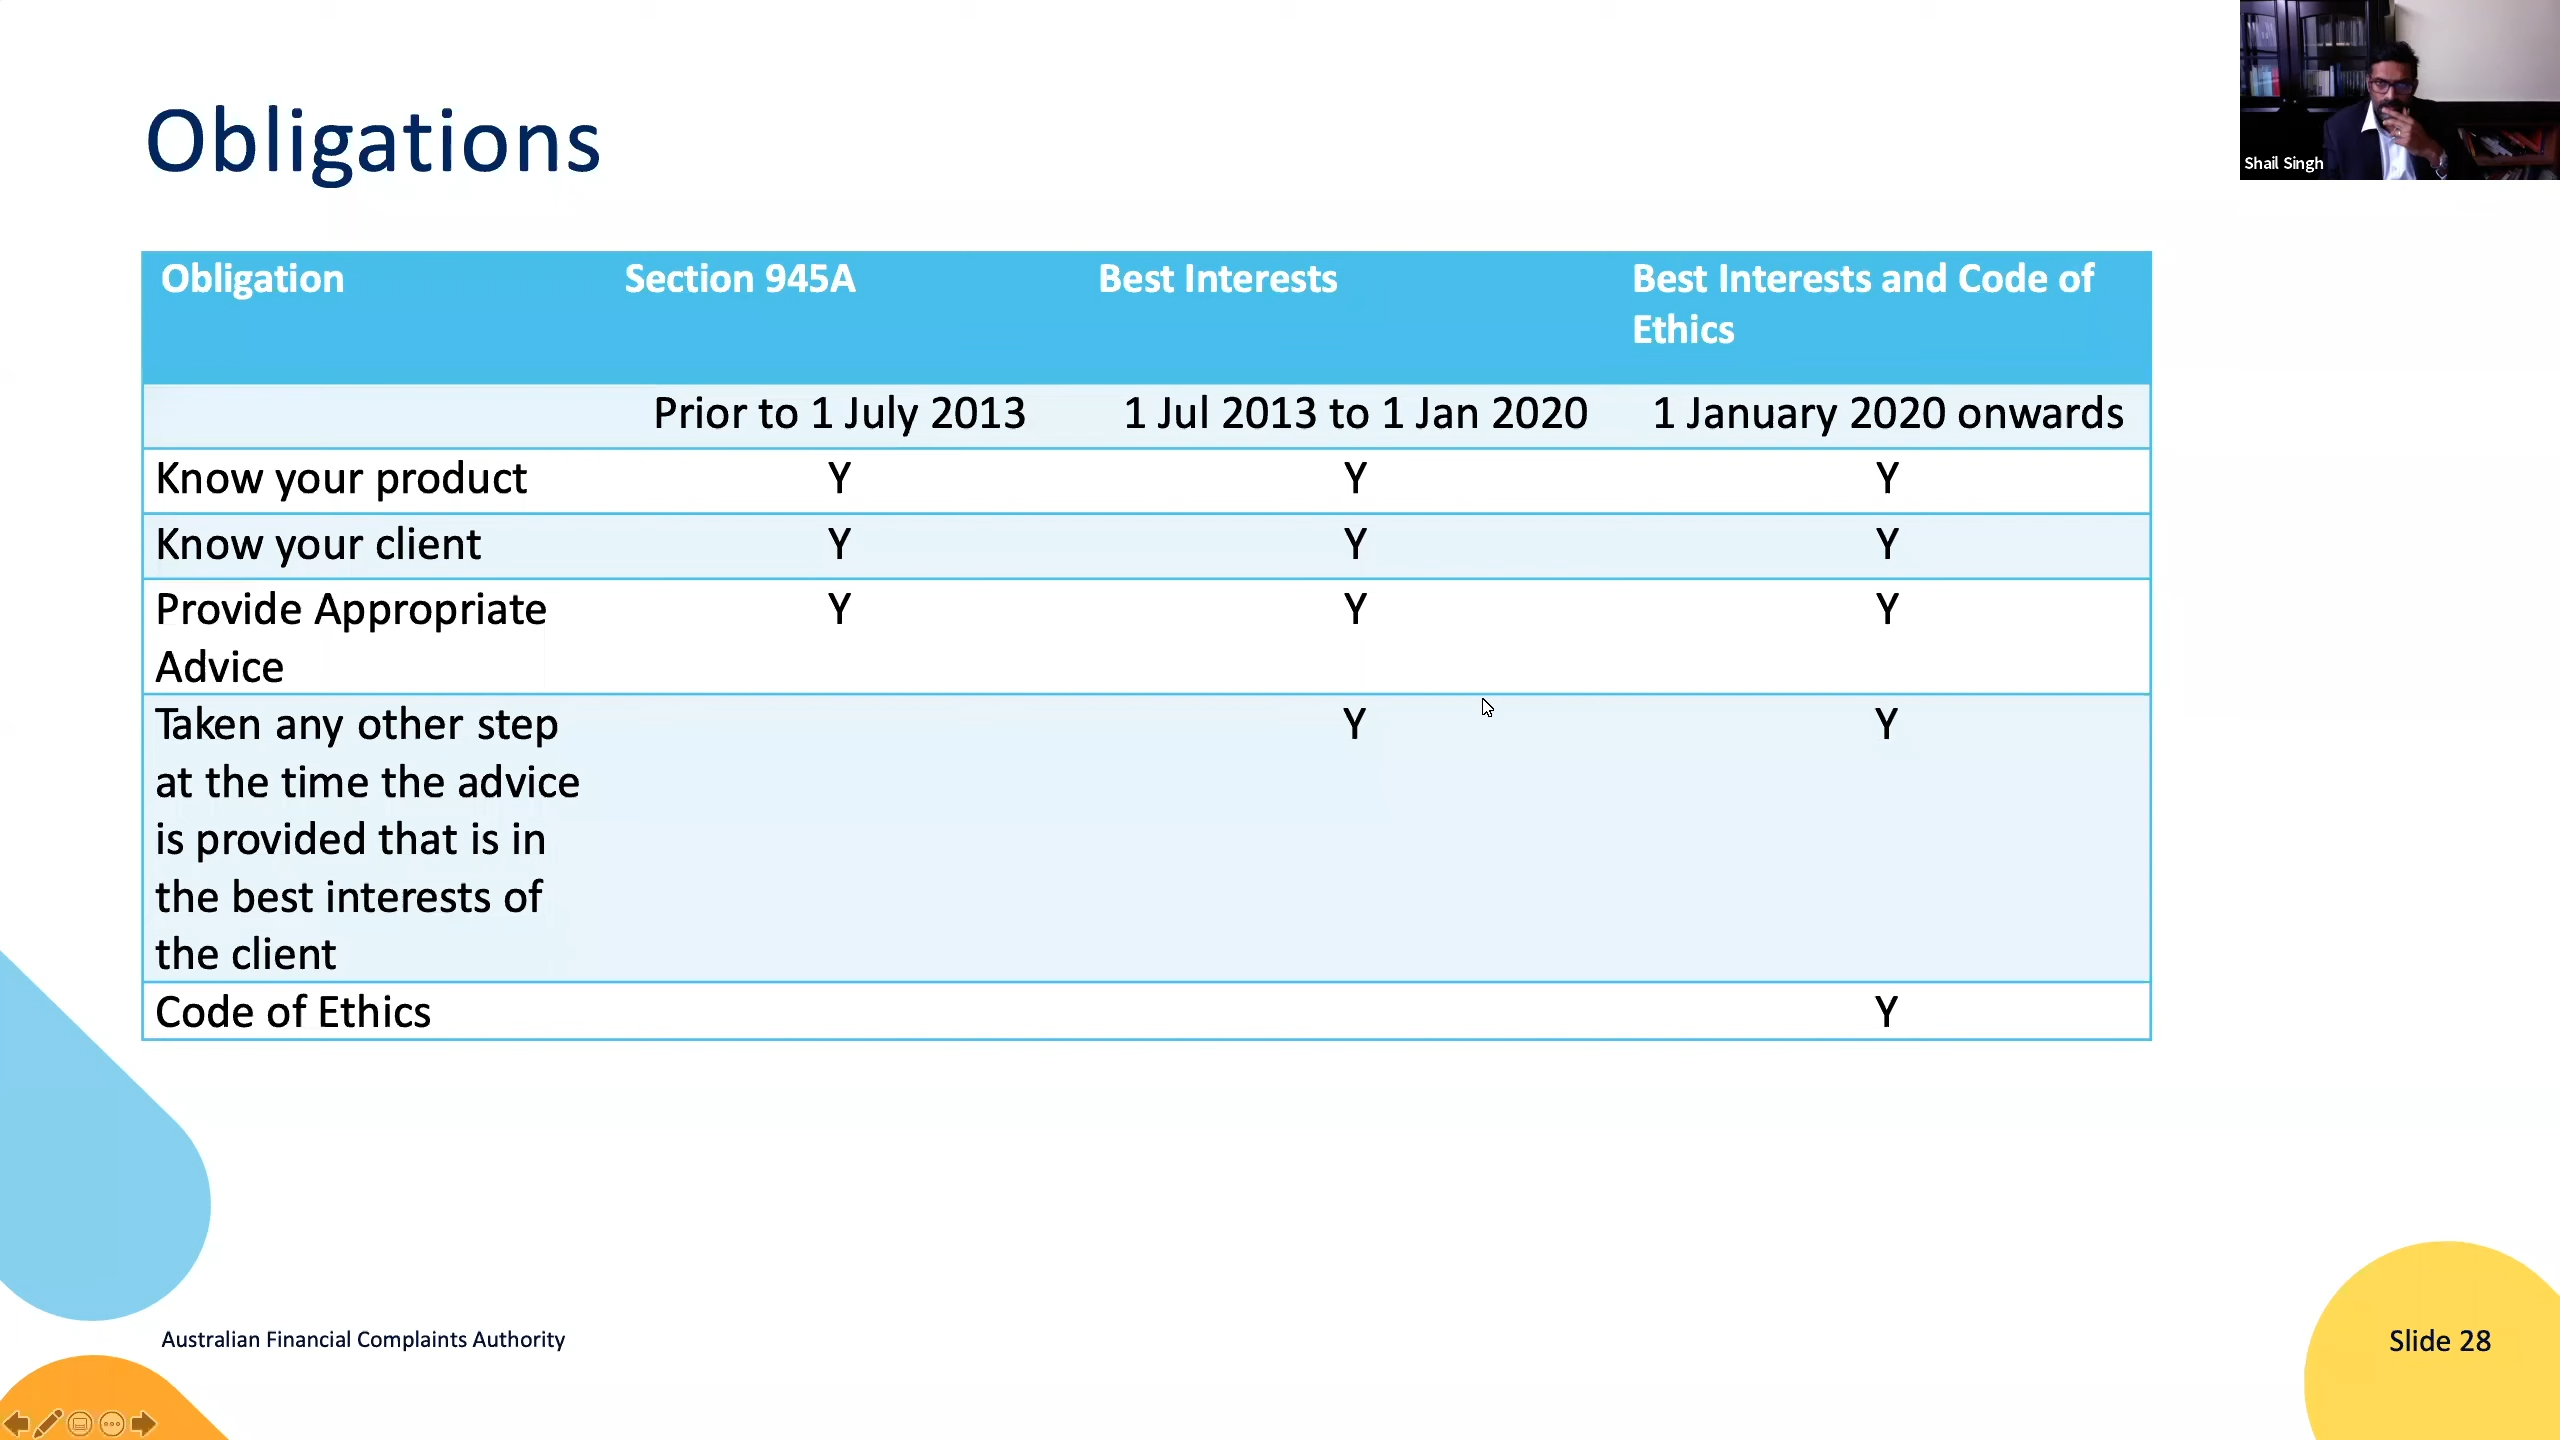 Obligations
Shail Singh
Obligation Section 945A Best Interests Best Interests and Code of
Ethics
Prior to 1 July 2013 1 Jul 2013 to 1 Jan 2020 1 January 2020 onwards
Know your product Y Y Y
Know your client Y Y Y
Provide Appropriate Y Y Y
Advice
Taken any other step Y Y
at the time the advice
is provided that is in
the best interests of
the client
Code of Ethics Y
Australian Financial Complaints Authority
Slide 28